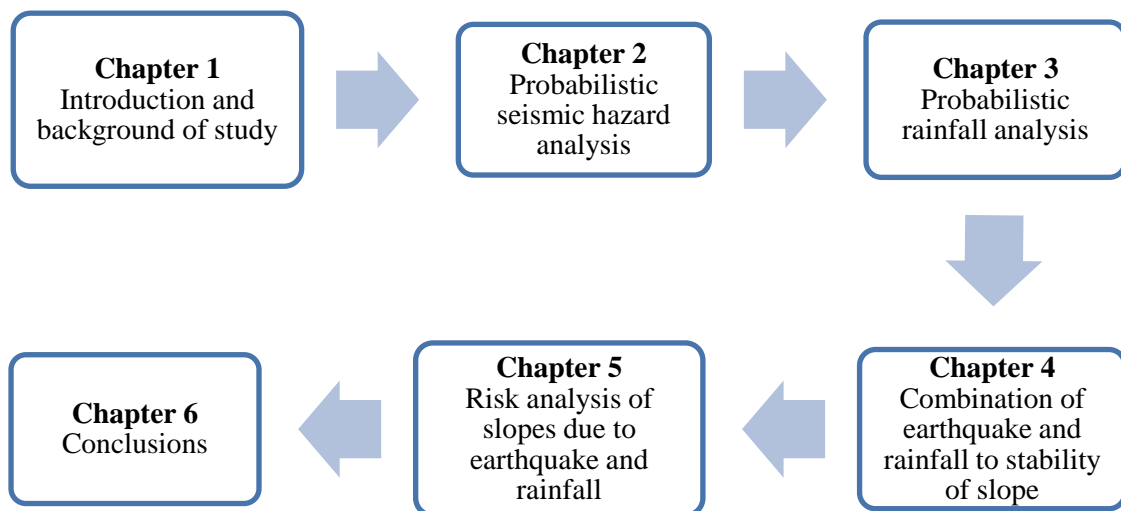 Chapter 1
Introduction and
background of study
Chapter 2
Probabilistic
seismic hazard
analysis
Chapter 3
Probabilistic
rainfall analysis
Chapter 4
Combination of
earthquake and
rainfall to stability
of slope
Chapter 5
Risk analysis of
slopes due to
earthquake and
rainfall
Chapter 6
Conclusions